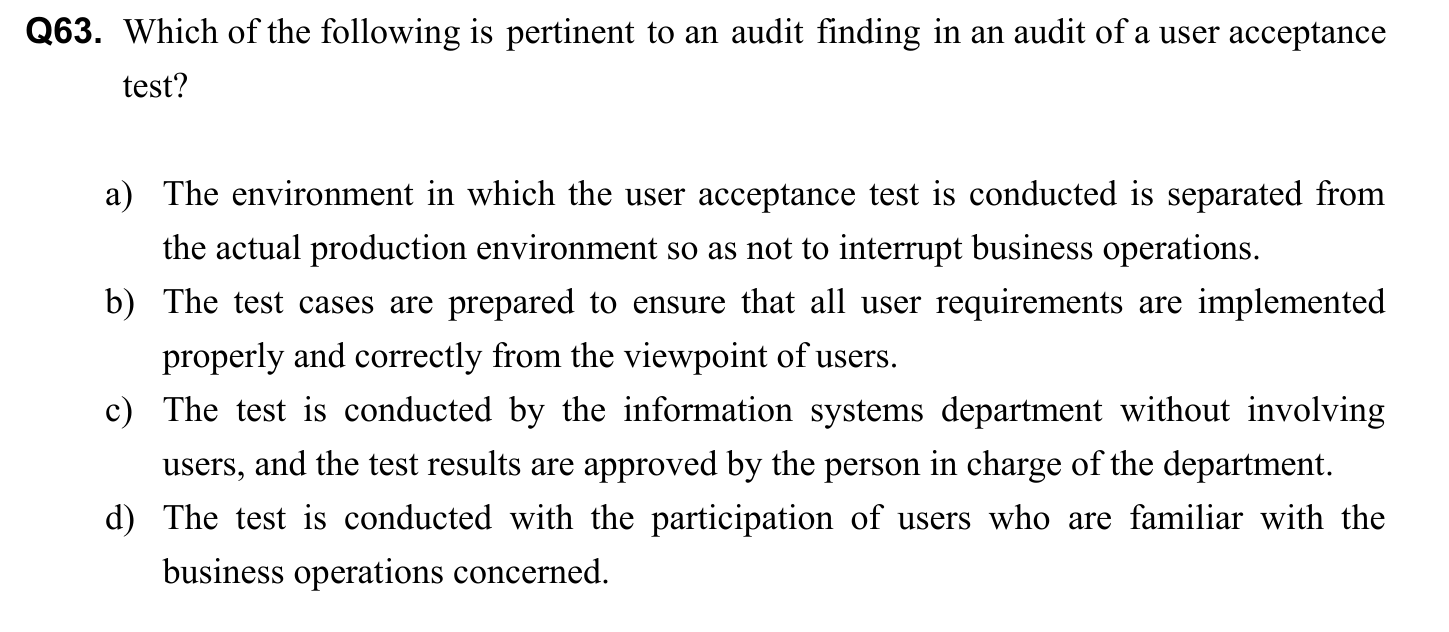 Q63. Which of the following is pertinent to an audit finding in an audit of a user acceptance
test?
a) The environment in which the user acceptance test is conducted is separated from
the actual production environment so as not to interrupt business operations.
b) The test cases are prepared to ensure that all user requirements are implemented
properly and correctly from the viewpoint of users.
c) The test is conducted by the information systems department without involving
users, and the test results are approved by the person in charge of the department.
d) The test is conducted with the participation of users who are familiar with the
business operations concerned.